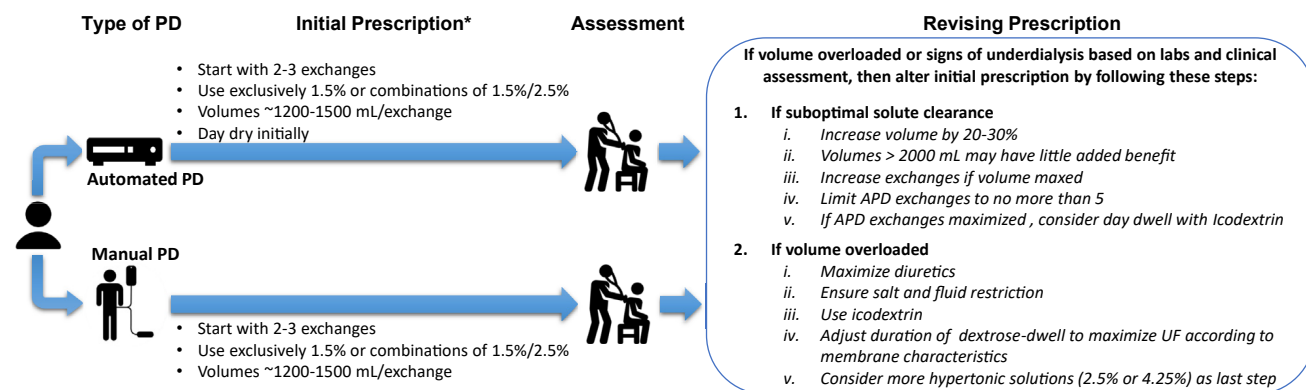 Type of PD
Initial Prescription*
Assessment
Revising Prescription
• Start with 2-3 exchanges
• Use exclusively 1.5% or combinations of 1.5%/2.5%
• Volumes ~1200-1500 mL/exchange
• Day dry initially
Automated PD
Manual PD
• Start with 2-3 exchanges
• Use exclusively 1.5% or combinations of 1.5%/2.5%
• Volumes ~1200-1500 mL/exchange
If volume overloaded or signs of underdialysis based on labs and clinical
assessment, then alter initial prescription by following these steps:
1. If suboptimal solute clearance
i. Increase volume by 20-30%
ii. Volumes > 2000 mL may have little added benefit
iii. Increase exchanges if volume maxed
iv. Limit APD exchanges to no more than 5
v. If APD exchanges maximized , consider day dwell with Icodextrin
2. If volume overloaded
i. Maximize diuretics
ii. Ensure salt and fluid restriction
iii. Use icodextrin
iv. Adjust duration of dextrose-dwell to maximize UF according to
membrane characteristics
v. Consider more hypertonic solutions (2.5% or 4.25%) as last step